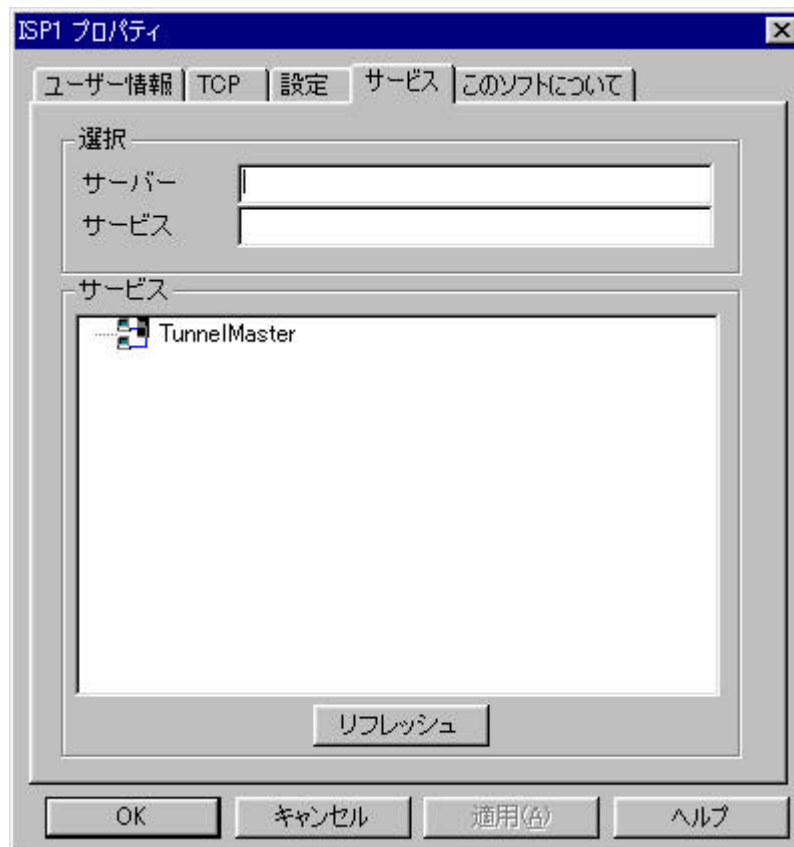 ISP1 プロパティ
ユーザー情報 TCP 設定 サービス このソフトについて
選択
サーバー
サービス
サービス
TunnelMaster
リフレッシュ
OK キャンセル 適用(A) ヘルプ